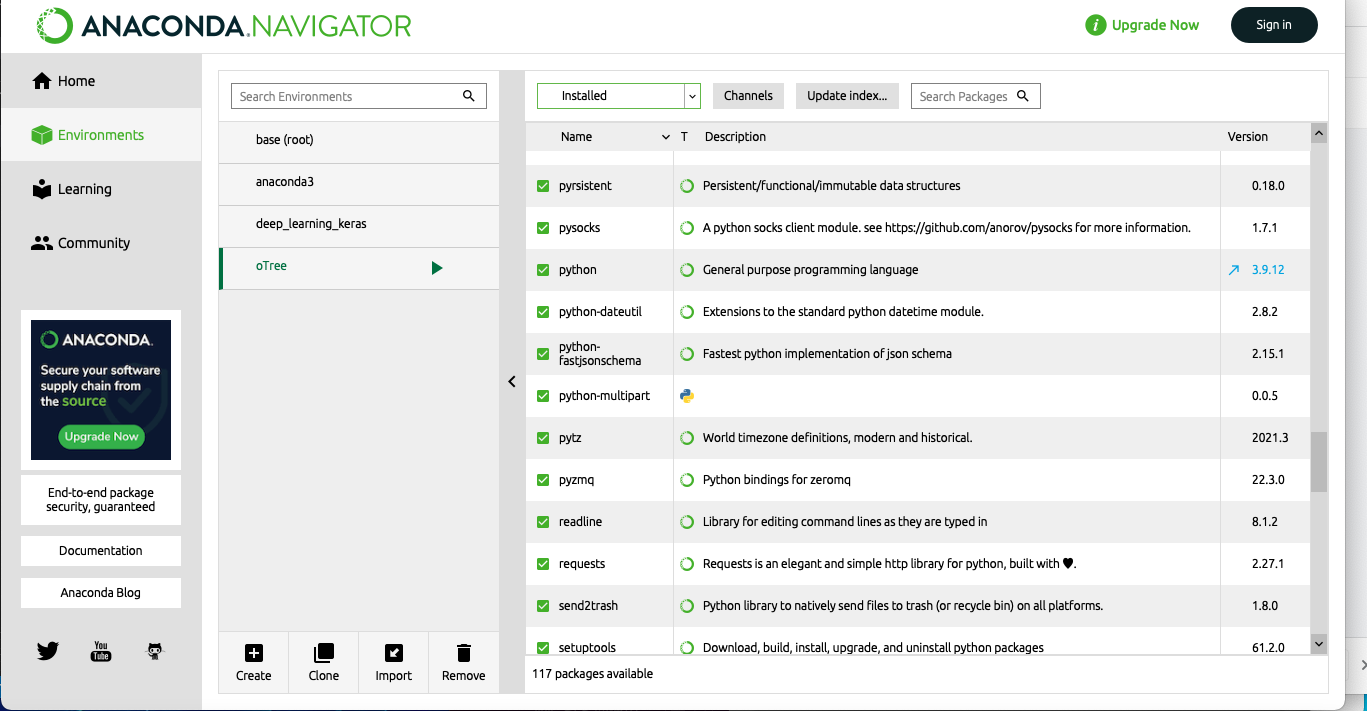 ANACONDA.NAVIGATOR
i Upgrade Now
Sign in
Home
Environments
Learning
Community
ANACONDA.
Secure your software
supply chain from
the source
Upgrade Now
End-to-end package
security, guaranteed
Documentation
Anaconda Blog
You
Tube
Search Environments
base (root)
anaconda3
deep_learning_keras
oTree
Create
Clone
Import
Remove
Installed
Channels
Update index...
Search Packages
Name T Description Version
pyrsistent Persistent/functional/immutable data structures 0.18.0
pysocks A python socks client module. see https://github.com/anorov/pysocks for more information. 1.7.1
python General purpose programming language 3.9.12
python-dateutil Extensions to the standard python datetime module. 2.8.2
python-
fastjsonschema Fastest python implementation of json schema 2.15.1
python-multipart 0.0.5
pytz World timezone definitions, modern and historical. 2021.3
pyzmq Python bindings for zeromq 22.3.0
readline Library for editing command lines as they are typed in 8.1.2
requests Requests is an elegant and simple http library for python, built with ♥. 2.27.1
send2trash Python library to natively send files to trash (or recycle bin) on all platforms. 1.8.0
setuptools Download, build, install, upgrade, and uninstall python packages 61.2.0
117 packages available